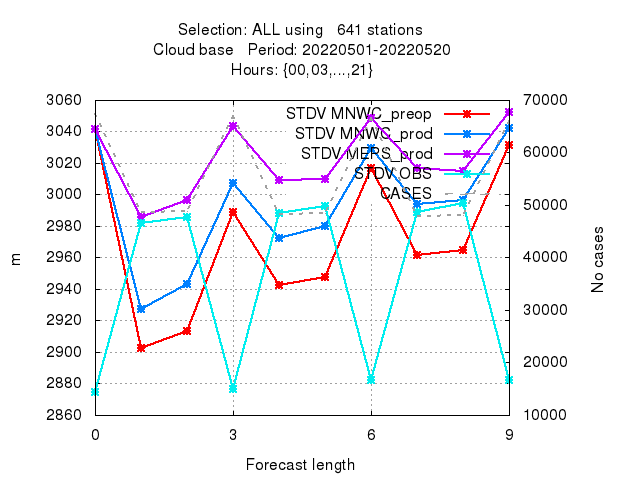 Selection: ALL using   641 stations
Cloud base   Period: 20220501-20220520
Hours: {00,03,...,21}
3060
3040
3020
3000
2980
2960
2940
2920
2900
2880
2860
m
STDV MNWC_preop
STDV MNWC_prod
STDV MERS_prod
STDV OBS
CASES
70000
60000
50000
40000
30000
20000
10000
No cases
0
3
6
9
Forecast length